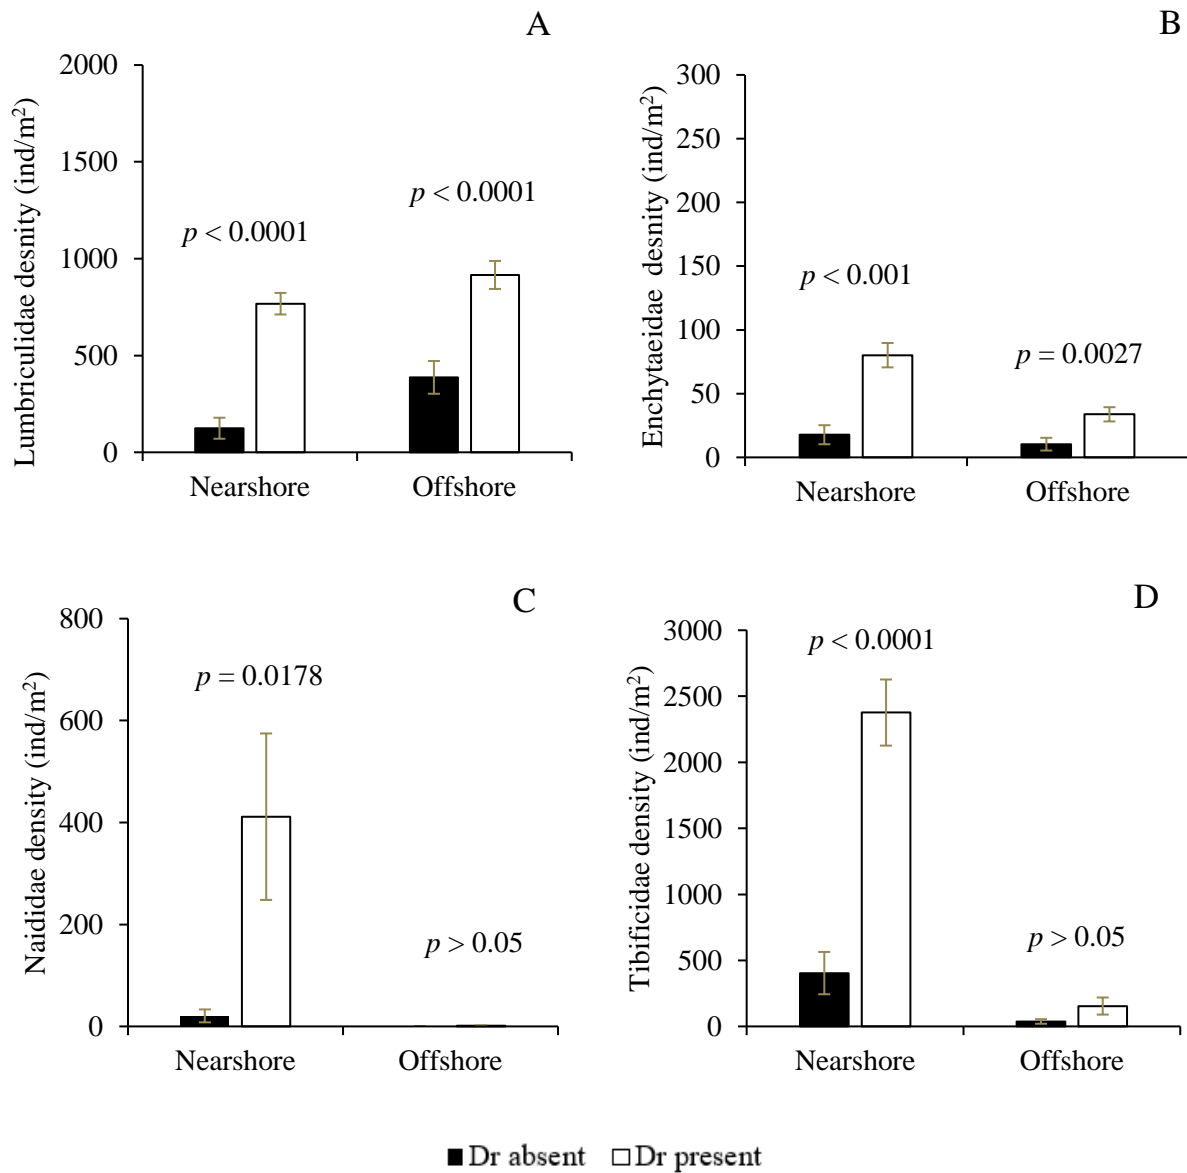 A
2000
1500
1000
500
0
Lumbriculidae desnity (ind/m²)
p < 0.0001
p < 0.0001
Nearshore
Offshore
B
300
250
200
150
100
50
0
Enchytaeidae desnity (ind/m²)
p < 0.001
p = 0.0027
Nearshore
Offshore
C
800
600
400
200
0
Naididae density (ind/m²)
p = 0.0178
p > 0.05
Nearshore
Offshore
D
3000
2500
2000
1500
1000
500
0
Tibificidae density (ind/m²)
p < 0.0001
p > 0.05
Nearshore
Offshore
Dr absent Dr present